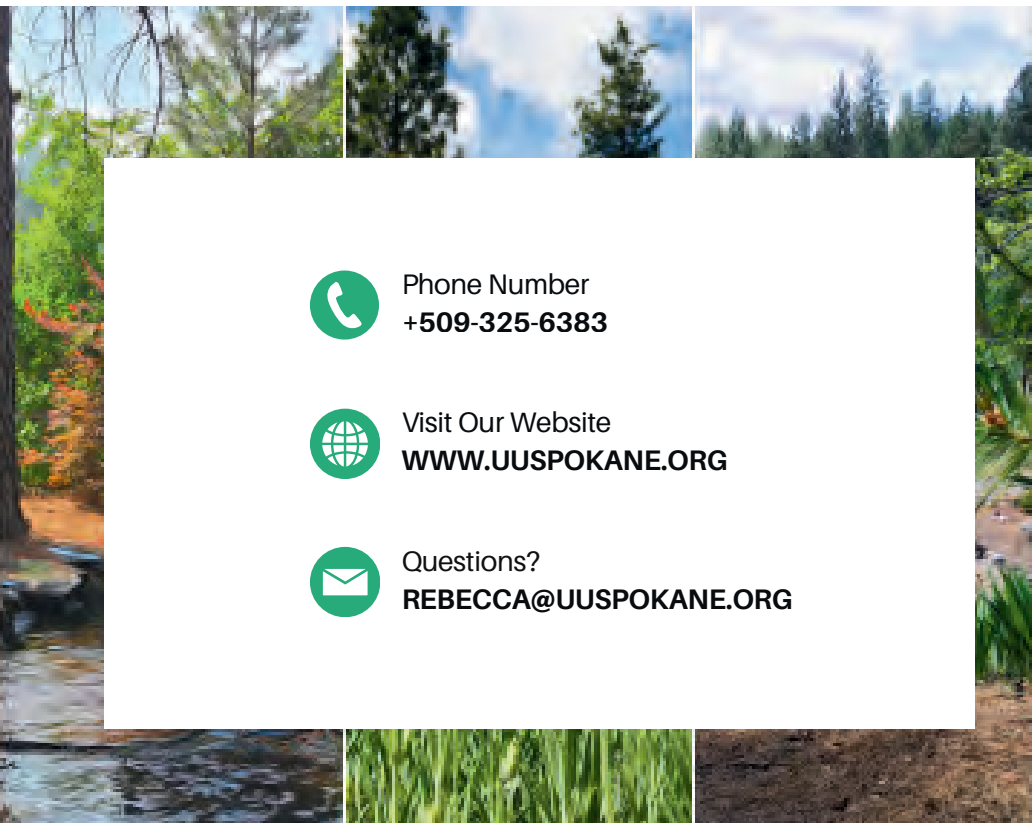 Phone Number
+509-325-6383
Visit Our Website
WWW.UUSPOKANE.ORG
Questions?
REBECCA@UUSPOKANE.ORG